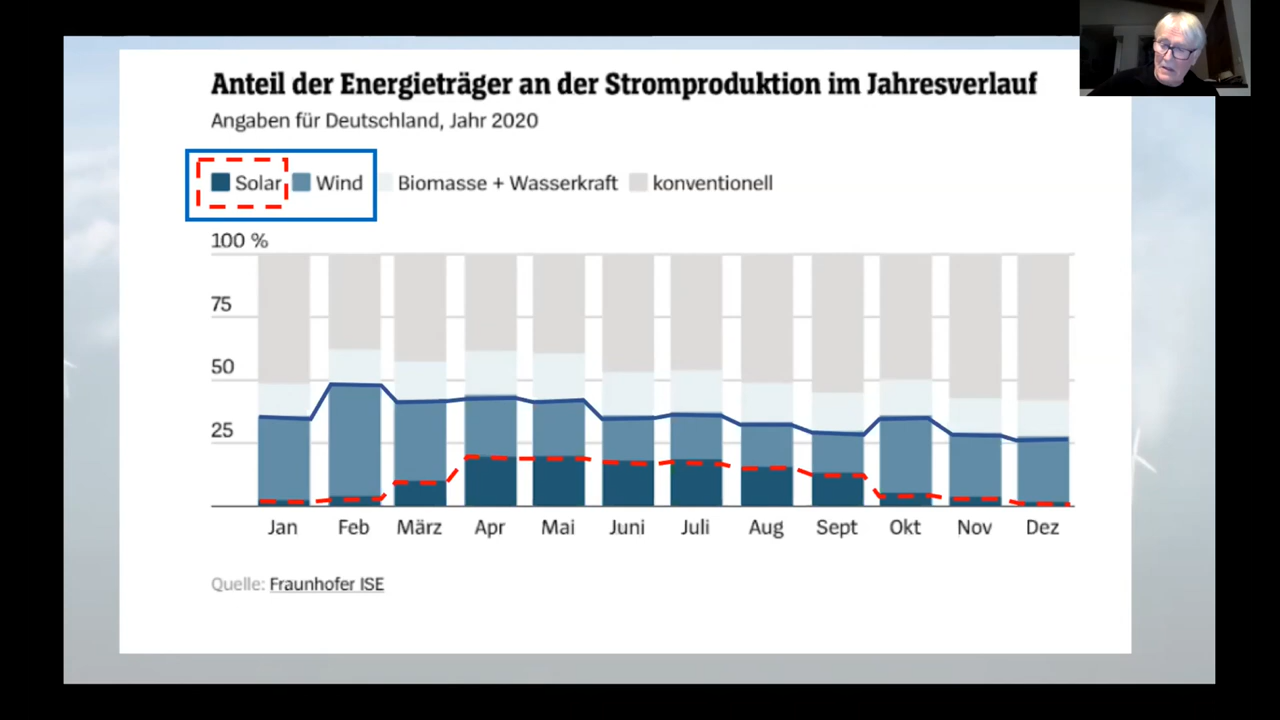 Anteil der Energieträger an der Stromproduktion im Jahresverlauf
Angaben für Deutschland, Jahr 2020
Solar Wind Biomasse + Wasserkraft konventionell
100 %
75
50
25
Jan Feb März Apr Mai Juni Juli Aug Sept Okt Nov Dez
Quelle: Fraunhofer ISE